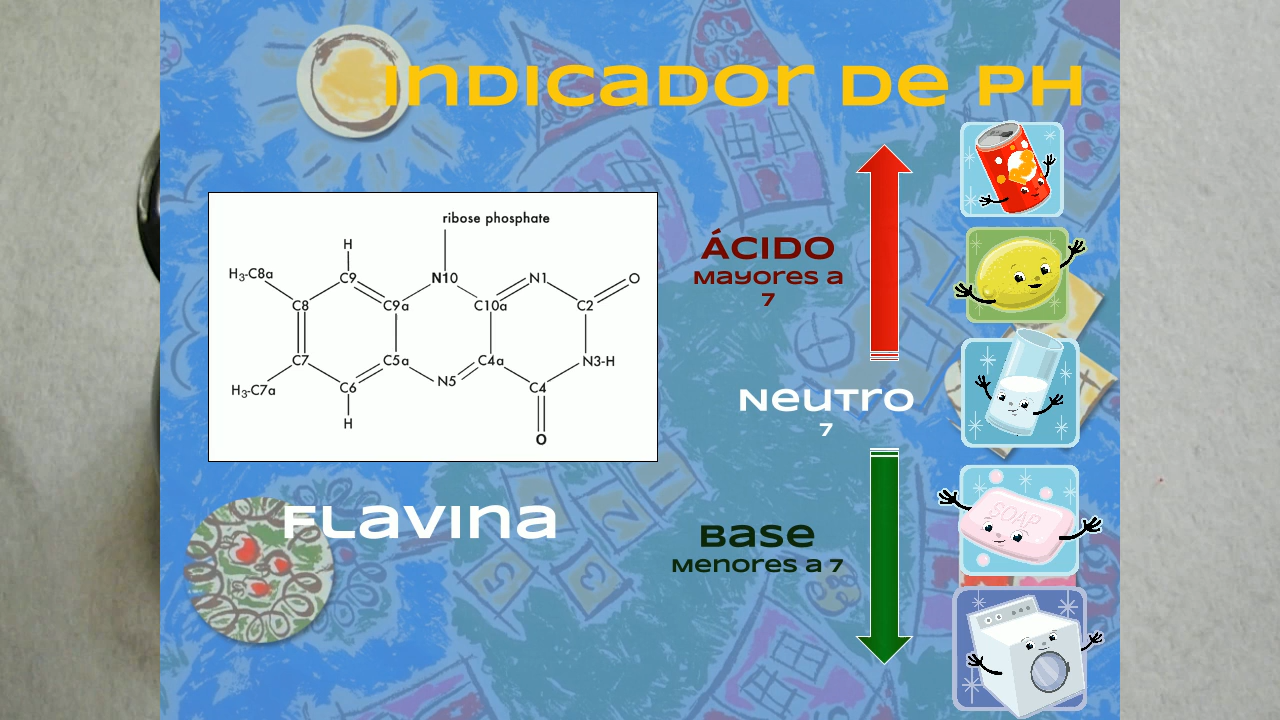 Indicador de pH
ribose phosphate
H
H3-C8a
C9
N10
N1
O
C8
C9a
C10a
C2
C7
C5a
C4a
N3-H
H3-C7a
C6
N5
C4
H
O
Flavina
ÁCIDO
Mayores a
7
Neutro
7
Base
Menores a 7
SOAP